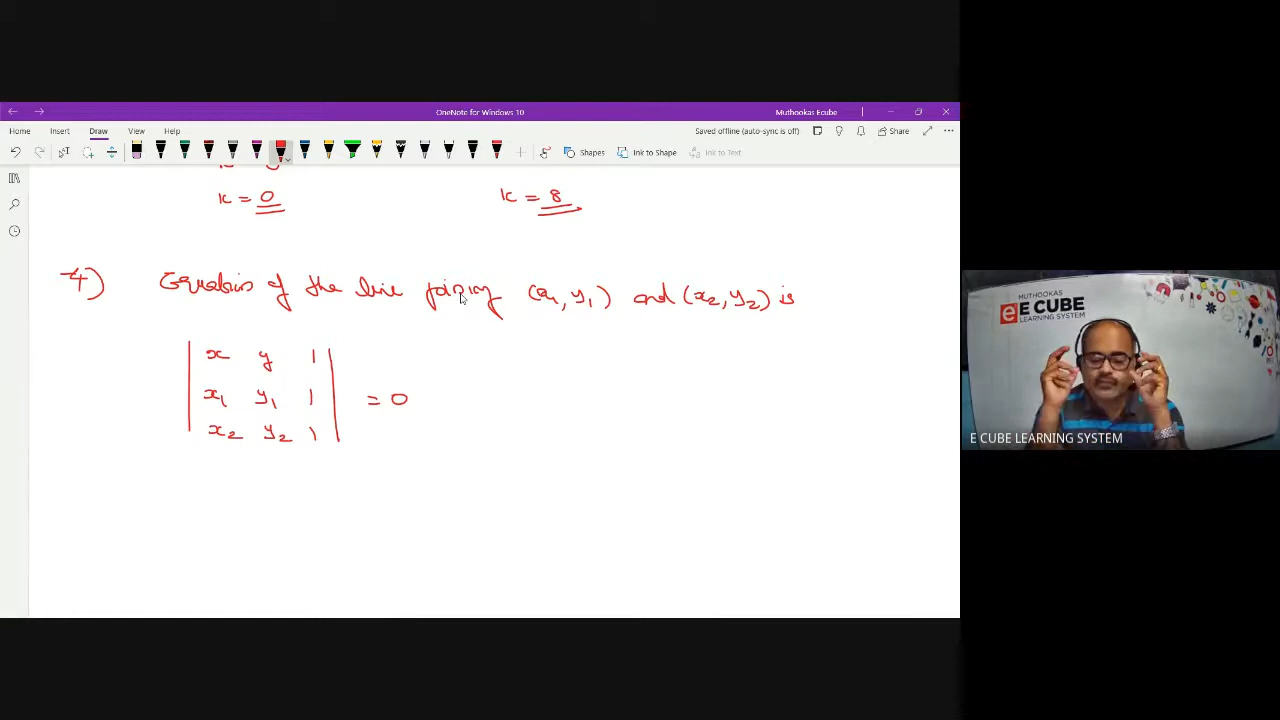 OneNote for Windows 10
Muthookas Ecube
Home Insert Draw View Help
Saved offline (auto-sync is off)
Share
Shapes
Ink to Shape
Ink to Text
k = 0
k = 8
4) Equation of the line joining (x1, y1) and (x2, y2) is
x y 1
x1 y1 1 = 0
x2 y2 1
MUTHOOKAS
e E CUBE
LEARNING SYSTEM
E CUBE LEARNING SYSTEM